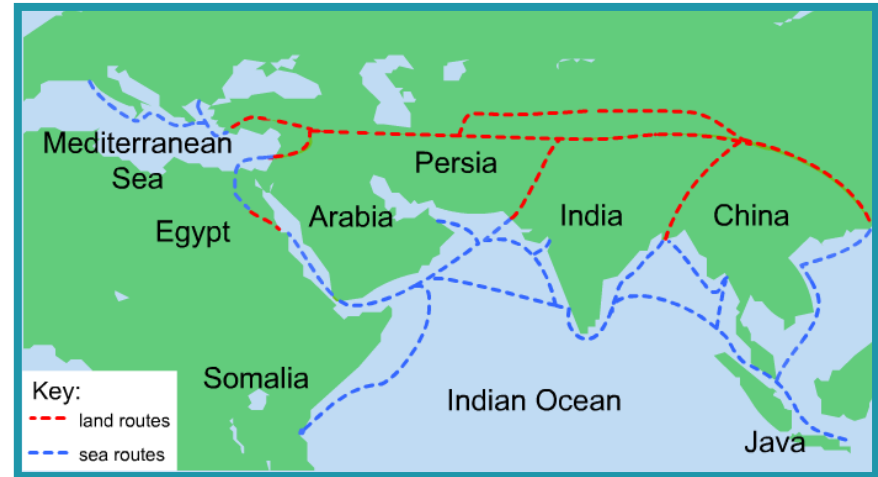 Mediterranean
Sea
Persia
Egypt
Arabia
India
China
Somalia
Indian Ocean
Java
Key:
land routes
sea routes